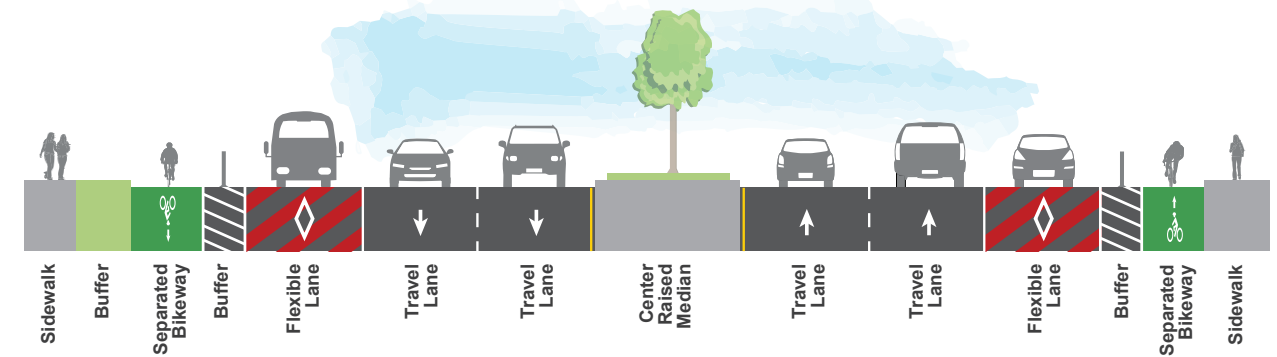 Sidewalk
Buffer
Separated
Bikeway
Buffer
Flexible
Lane
Travel
Lane
Travel
Lane
Center
Raised
Median
Travel
Lane
Travel
Lane
Flexible
Lane
Buffer
Separated
Bikeway
Sidewalk